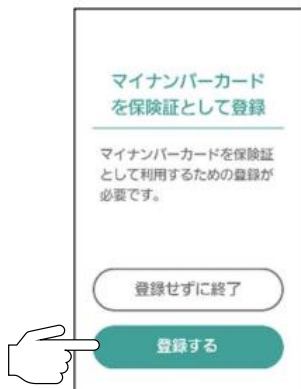 マイナンバーカード
を保険証として登録
マイナンバーカードを保険証
として利用するための登録が
必要です。
登録せずに終了
登録する